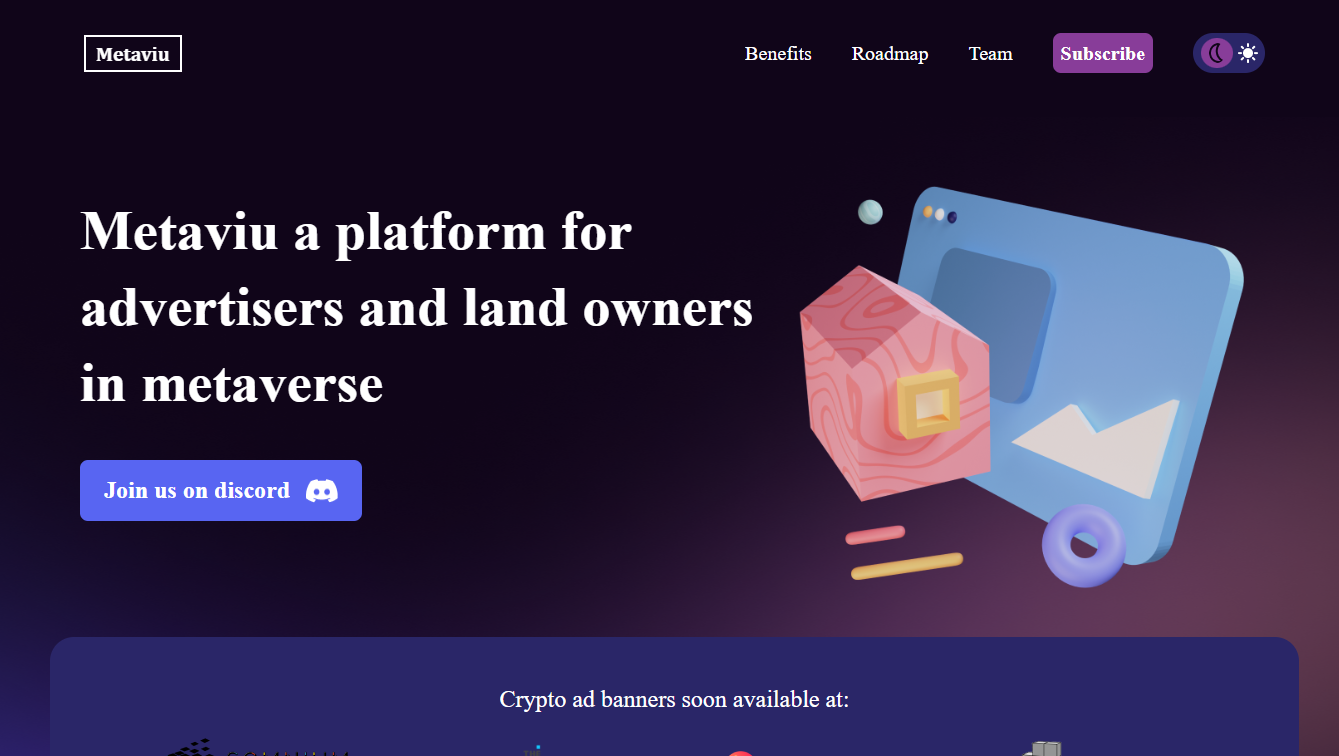 Metaviu
Benefits
Roadmap
Team
Subscribe
Metaviu a platform for
advertisers and land owners
in metaverse
Join us on discord
Crypto ad banners soon available at:
THE